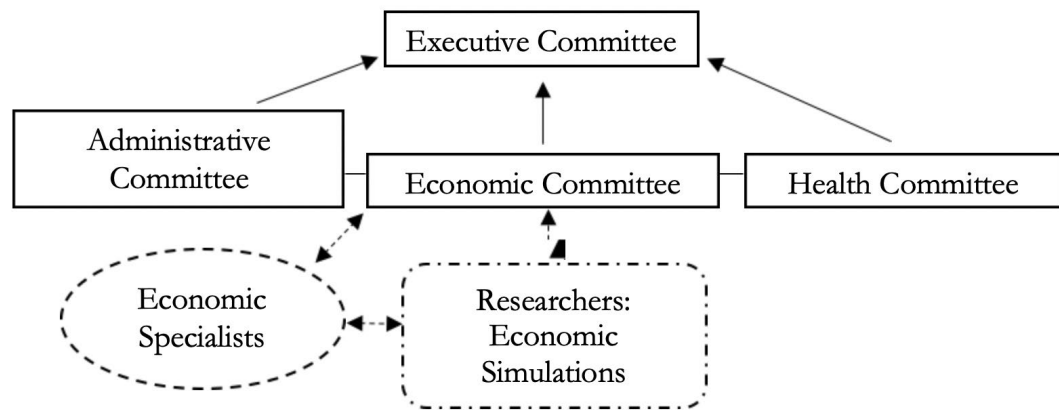 Executive Committee
Administrative
Committee
Economic Committee
Health Committee
Economic
Specialists
Researchers:
Economic
Simulations